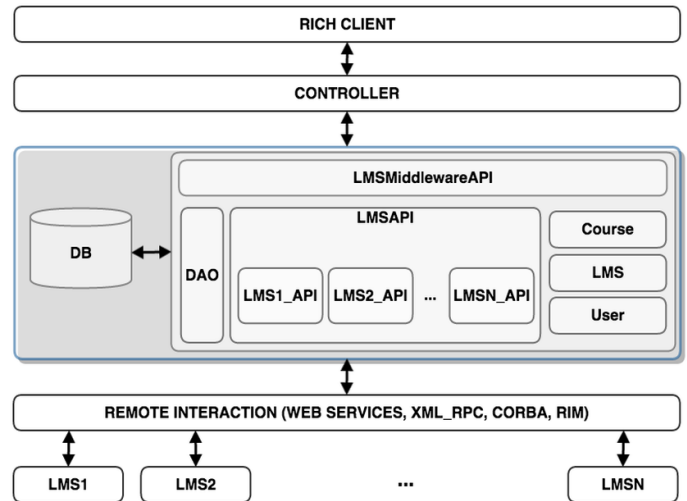 RICH CLIENT
CONTROLLER
LMSMiddlewareAPI
DB
DAO
LMSAPI
LMS1_API
LMS2_API
...
LMSN_API
Course
LMS
User
REMOTE INTERACTION (WEB SERVICES, XML_RPC, CORBA, RIM)
LMS1
LMS2
...
LMSN